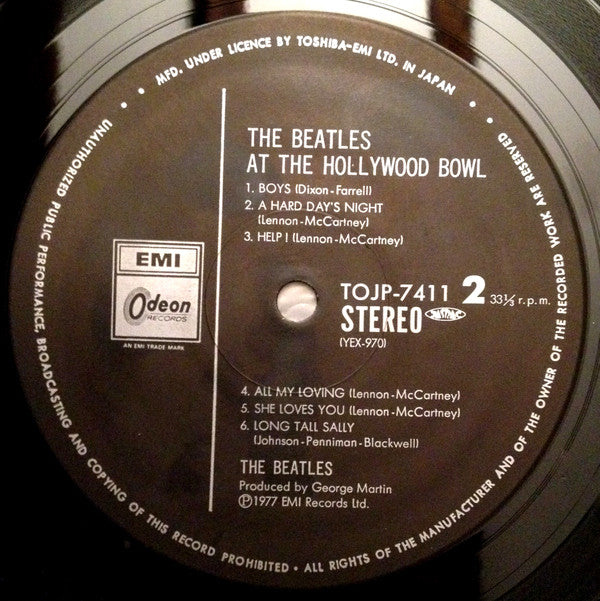 MFD. UNDER LICENCE BY TOSHIBA-EMI LTD. IN JAPAN
UNAUTHORIZED PUBLIC PERFORMANCE, BROADCASTING AND COPYING OF THIS RECORD PROHIBITED • ALL RIGHTS OF THE MANUFACTURER AND OF THE OWNER OF THE RECORDED WORK ARE RESERVED
THE BEATLES
AT THE HOLLYWOOD BOWL
1. BOYS (Dixon-Farrell)
2. A HARD DAY'S NIGHT
(Lennon-McCartney)
3. HELP! (Lennon-McCartney)
EMI
Odeon
RECORDS
AN EMI TRADE MARK
TOJP-7411 2 33⅓ r.p.m.
STEREO JASRAC
(YEX-970)
4. ALL MY LOVING (Lennon-McCartney)
5. SHE LOVES YOU (Lennon-McCartney)
6. LONG TALL SALLY
(Johnson-Penniman-Blackwell)
THE BEATLES
Produced by George Martin
℗1977 EMI Records Ltd.